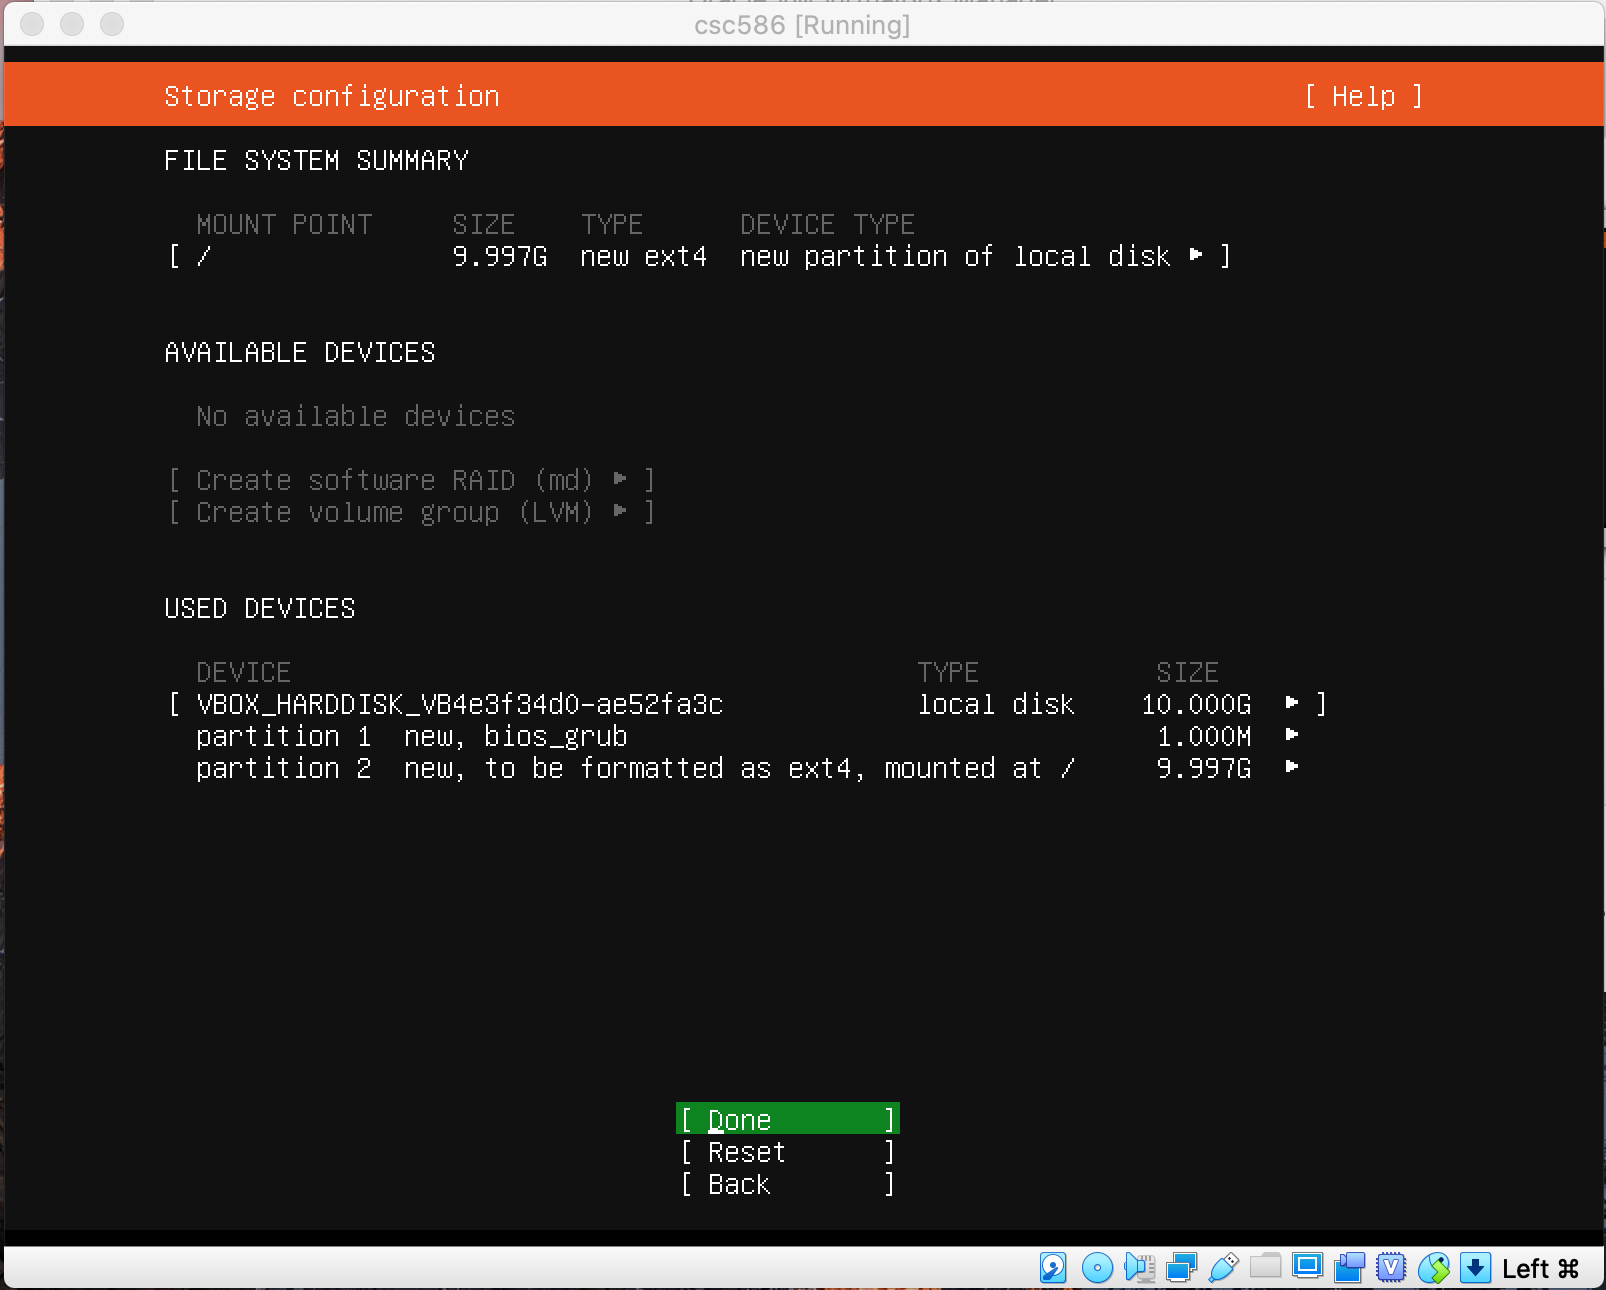 csc586 [Running]
Storage configuration [ Help ]
FILE SYSTEM SUMMARY
MOUNT POINT SIZE TYPE DEVICE TYPE
[ / 9.997G new ext4 new partition of local disk ▸ ]
AVAILABLE DEVICES
No available devices
[ Create software RAID (md) ▸ ]
[ Create volume group (LVM) ▸ ]
USED DEVICES
DEVICE TYPE SIZE
[ VBOX_HARDDISK_VB4e3f34d0-ae52fa3c local disk 10.000G ▸ ]
partition 1 new, bios_grub 1.000M ▸
partition 2 new, to be formatted as ext4, mounted at / 9.997G ▸
[ Done ]
[ Reset ]
[ Back ]
Left ⌘